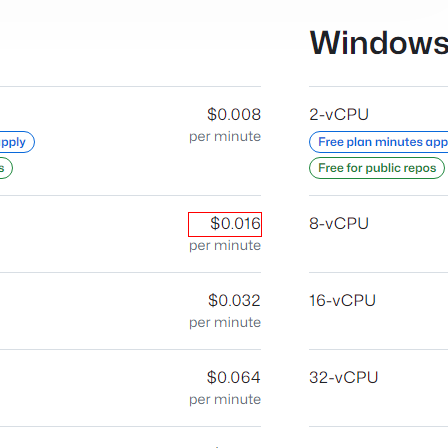 Windows
$0.008
per minute
pply
s
2-vCPU
Free plan minutes app
Free for public repos
$0.016
per minute
8-vCPU
$0.032
per minute
16-vCPU
$0.064
per minute
32-vCPU